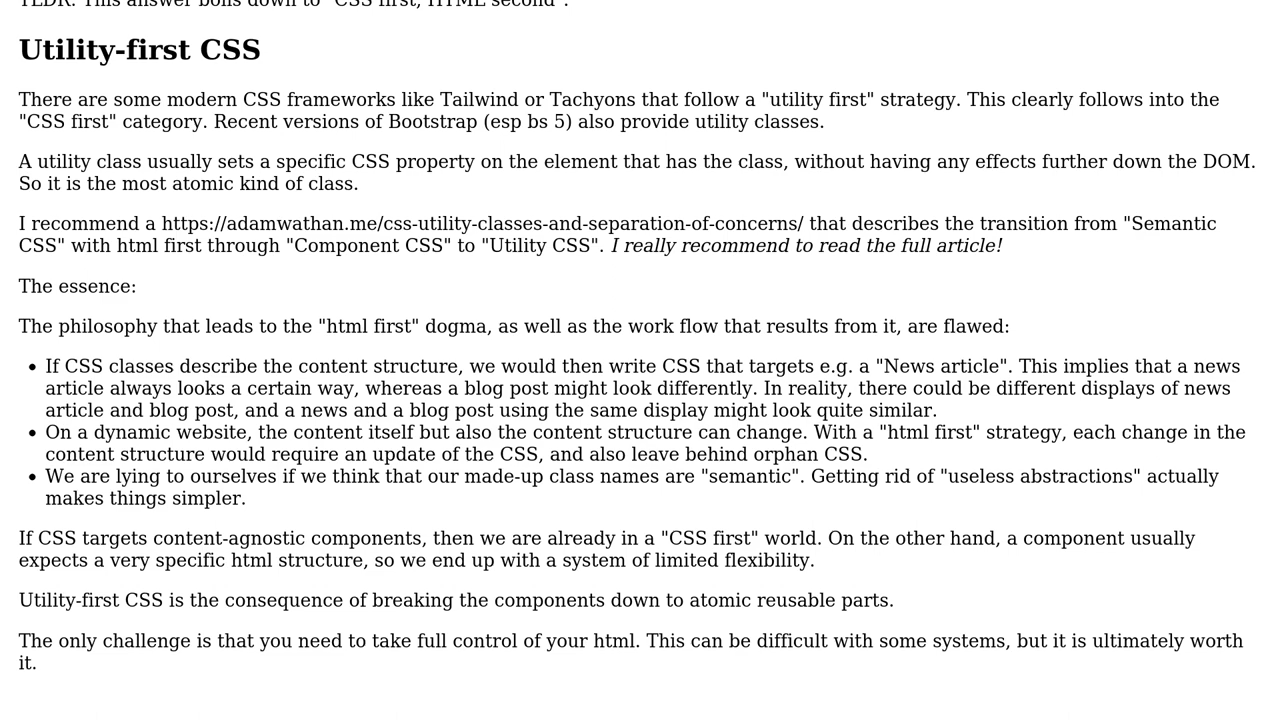 TLDR: This answer boils down to "CSS first, HTML second".
Utility-first CSS
There are some modern CSS frameworks like Tailwind or Tachyons that follow a "utility first" strategy. This clearly follows into the
"CSS first" category. Recent versions of Bootstrap (esp bs 5) also provide utility classes.
A utility class usually sets a specific CSS property on the element that has the class, without having any effects further down the DOM.
So it is the most atomic kind of class.
I recommend a https://adamwathan.me/css-utility-classes-and-separation-of-concerns/ that describes the transition from "Semantic
CSS" with html first through "Component CSS" to "Utility CSS". I really recommend to read the full article!
The essence:
The philosophy that leads to the "html first" dogma, as well as the work flow that results from it, are flawed:
• If CSS classes describe the content structure, we would then write CSS that targets e.g. a "News article". This implies that a news
article always looks a certain way, whereas a blog post might look differently. In reality, there could be different displays of news
article and blog post, and a news and a blog post using the same display might look quite similar.
• On a dynamic website, the content itself but also the content structure can change. With a "html first" strategy, each change in the
content structure would require an update of the CSS, and also leave behind orphan CSS.
• We are lying to ourselves if we think that our made-up class names are "semantic". Getting rid of "useless abstractions" actually
makes things simpler.
If CSS targets content-agnostic components, then we are already in a "CSS first" world. On the other hand, a component usually
expects a very specific html structure, so we end up with a system of limited flexibility.
Utility-first CSS is the consequence of breaking the components down to atomic reusable parts.
The only challenge is that you need to take full control of your html. This can be difficult with some systems, but it is ultimately worth
it.